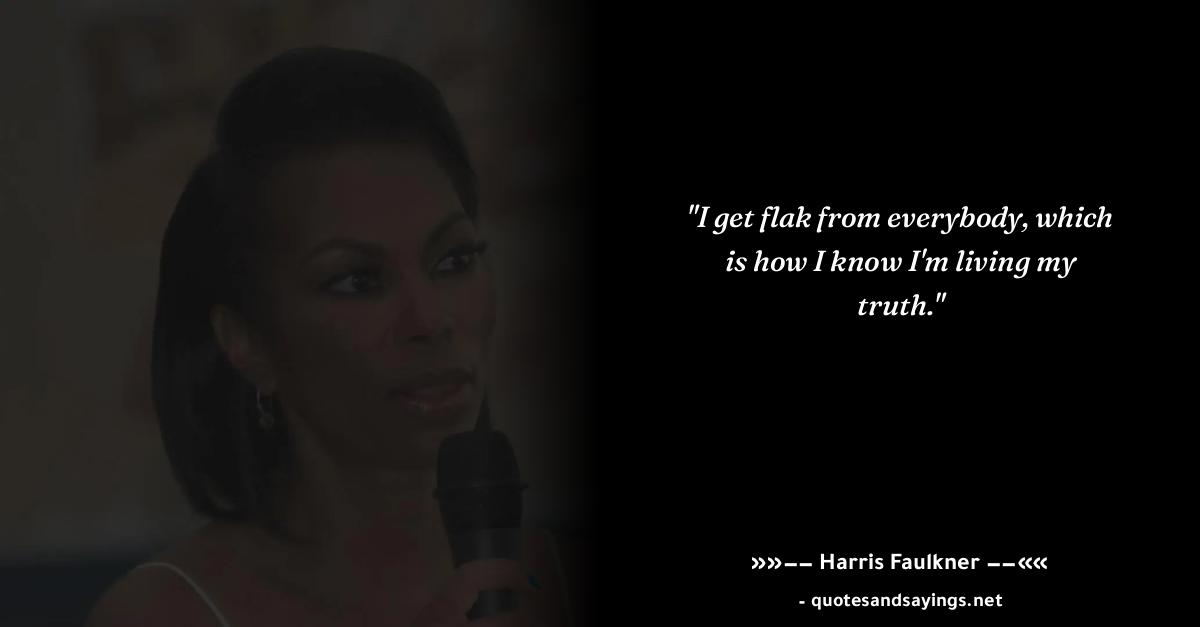 "I get flak from everybody, which
is how I know I'm living my
truth."
»»−− Harris Faulkner −−««
- quotesandsayings.net